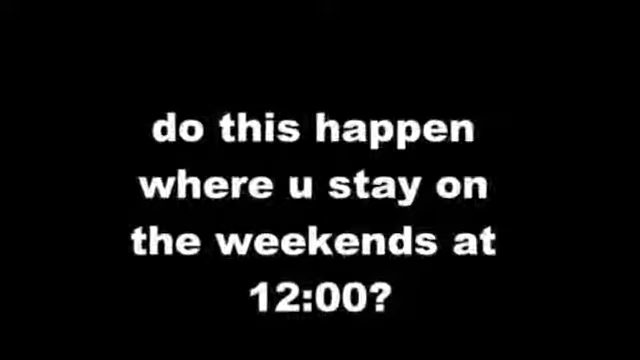 do this happen
where u stay on
the weekends at
12:00?